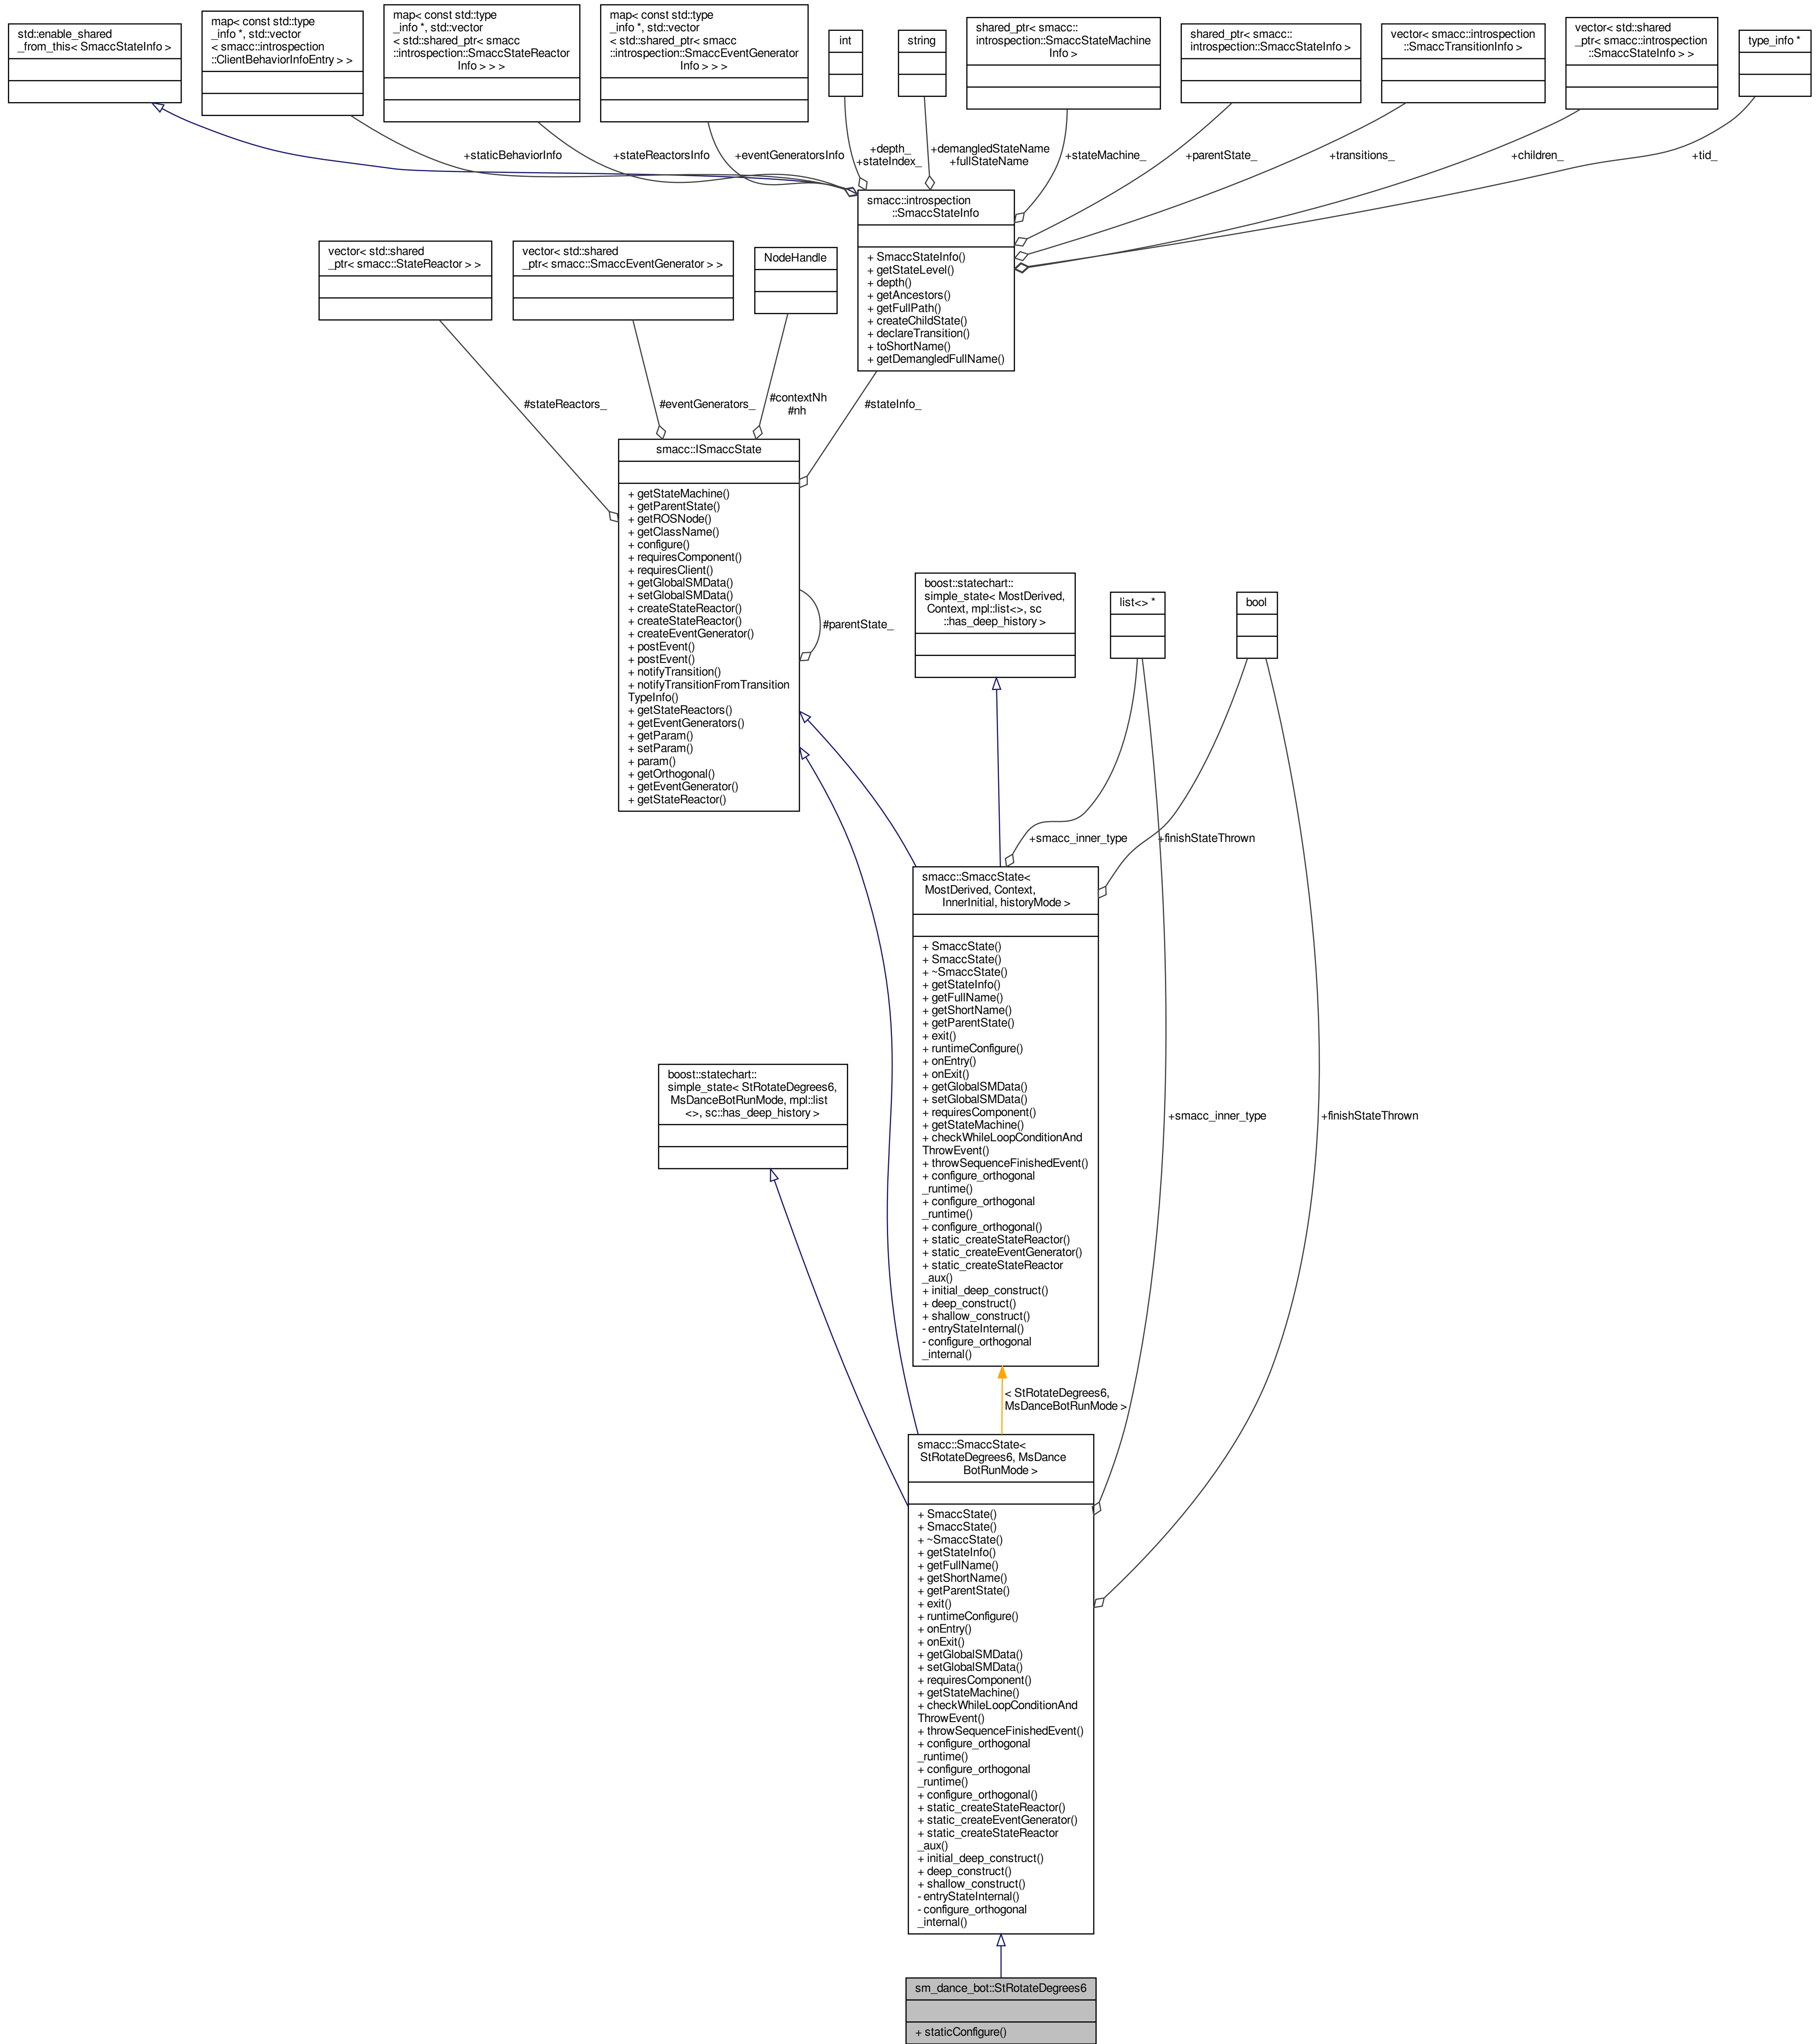 std::enable_shared
_from_this< SmaccStateInfo >
map< const std::type
_info *, std::vector
< smacc::introspection
::ClientBehaviorInfoEntry > >
map< const std::type
_info *, std::vector
< std::shared_ptr< smacc
::introspection::SmaccStateReactor
Info > > >
map< const std::type
_info *, std::vector
< std::shared_ptr< smacc
::introspection::SmaccEventGenerator
Info > > >
int
string
shared_ptr< smacc::
introspection::SmaccStateMachine
Info >
shared_ptr< smacc::
introspection::SmaccStateInfo >
vector< smacc::introspection
::SmaccTransitionInfo >
vector< std::shared
_ptr< smacc::introspection
::SmaccStateInfo > >
type_info *
+staticBehaviorInfo
+stateReactorsInfo
+eventGeneratorsInfo
+depth_
+stateIndex_
+demangledStateName
+fullStateName
+stateMachine_
+parentState_
+transitions_
+children_
+tid_
smacc::introspection
::SmaccStateInfo
+ SmaccStateInfo()
+ getStateLevel()
+ depth()
+ getAncestors()
+ getFullPath()
+ createChildState()
+ declareTransition()
+ toShortName()
+ getDemangledFullName()
vector< std::shared
_ptr< smacc::StateReactor > >
vector< std::shared
_ptr< smacc::SmaccEventGenerator > >
NodeHandle
#stateReactors_
#eventGenerators_
#contextNh
#nh
#stateInfo_
smacc::ISmaccState
+ getStateMachine()
+ getParentState()
+ getROSNode()
+ getClassName()
+ configure()
+ requiresComponent()
+ requiresClient()
+ getGlobalSMData()
+ setGlobalSMData()
+ createStateReactor()
+ createStateReactor()
+ createEventGenerator()
+ postEvent()
+ postEvent()
+ notifyTransition()
+ notifyTransitionFromTransition
TypeInfo()
+ getStateReactors()
+ getEventGenerators()
+ getParam()
+ setParam()
+ param()
+ getOrthogonal()
+ getEventGenerator()
+ getStateReactor()
#parentState_
boost::statechart::
simple_state< MostDerived,
Context, mpl::list<>, sc
::has_deep_history >
list<> *
bool
+smacc_inner_type
+finishStateThrown
smacc::SmaccState<
MostDerived, Context,
InnerInitial, historyMode >
+ SmaccState()
+ SmaccState()
+ ~SmaccState()
+ getStateInfo()
+ getFullName()
+ getShortName()
+ getParentState()
+ exit()
+ runtimeConfigure()
+ onEntry()
+ onExit()
+ getGlobalSMData()
+ setGlobalSMData()
+ requiresComponent()
+ getStateMachine()
+ checkWhileLoopConditionAnd
ThrowEvent()
+ throwSequenceFinishedEvent()
+ configure_orthogonal
_runtime()
+ configure_orthogonal
_runtime()
+ configure_orthogonal()
+ static_createStateReactor()
+ static_createEventGenerator()
+ static_createStateReactor
_aux()
+ initial_deep_construct()
+ deep_construct()
+ shallow_construct()
- entryStateInternal()
- configure_orthogonal
_internal()
boost::statechart::
simple_state< StRotateDegrees6,
MsDanceBotRunMode, mpl::list
<>, sc::has_deep_history >
+smacc_inner_type
+finishStateThrown
< StRotateDegrees6,
MsDanceBotRunMode >
smacc::SmaccState<
StRotateDegrees6, MsDance
BotRunMode >
+ SmaccState()
+ SmaccState()
+ ~SmaccState()
+ getStateInfo()
+ getFullName()
+ getShortName()
+ getParentState()
+ exit()
+ runtimeConfigure()
+ onEntry()
+ onExit()
+ getGlobalSMData()
+ setGlobalSMData()
+ requiresComponent()
+ getStateMachine()
+ checkWhileLoopConditionAnd
ThrowEvent()
+ throwSequenceFinishedEvent()
+ configure_orthogonal
_runtime()
+ configure_orthogonal
_runtime()
+ configure_orthogonal()
+ static_createStateReactor()
+ static_createEventGenerator()
+ static_createStateReactor
_aux()
+ initial_deep_construct()
+ deep_construct()
+ shallow_construct()
- entryStateInternal()
- configure_orthogonal
_internal()
sm_dance_bot::StRotateDegrees6
+ staticConfigure()